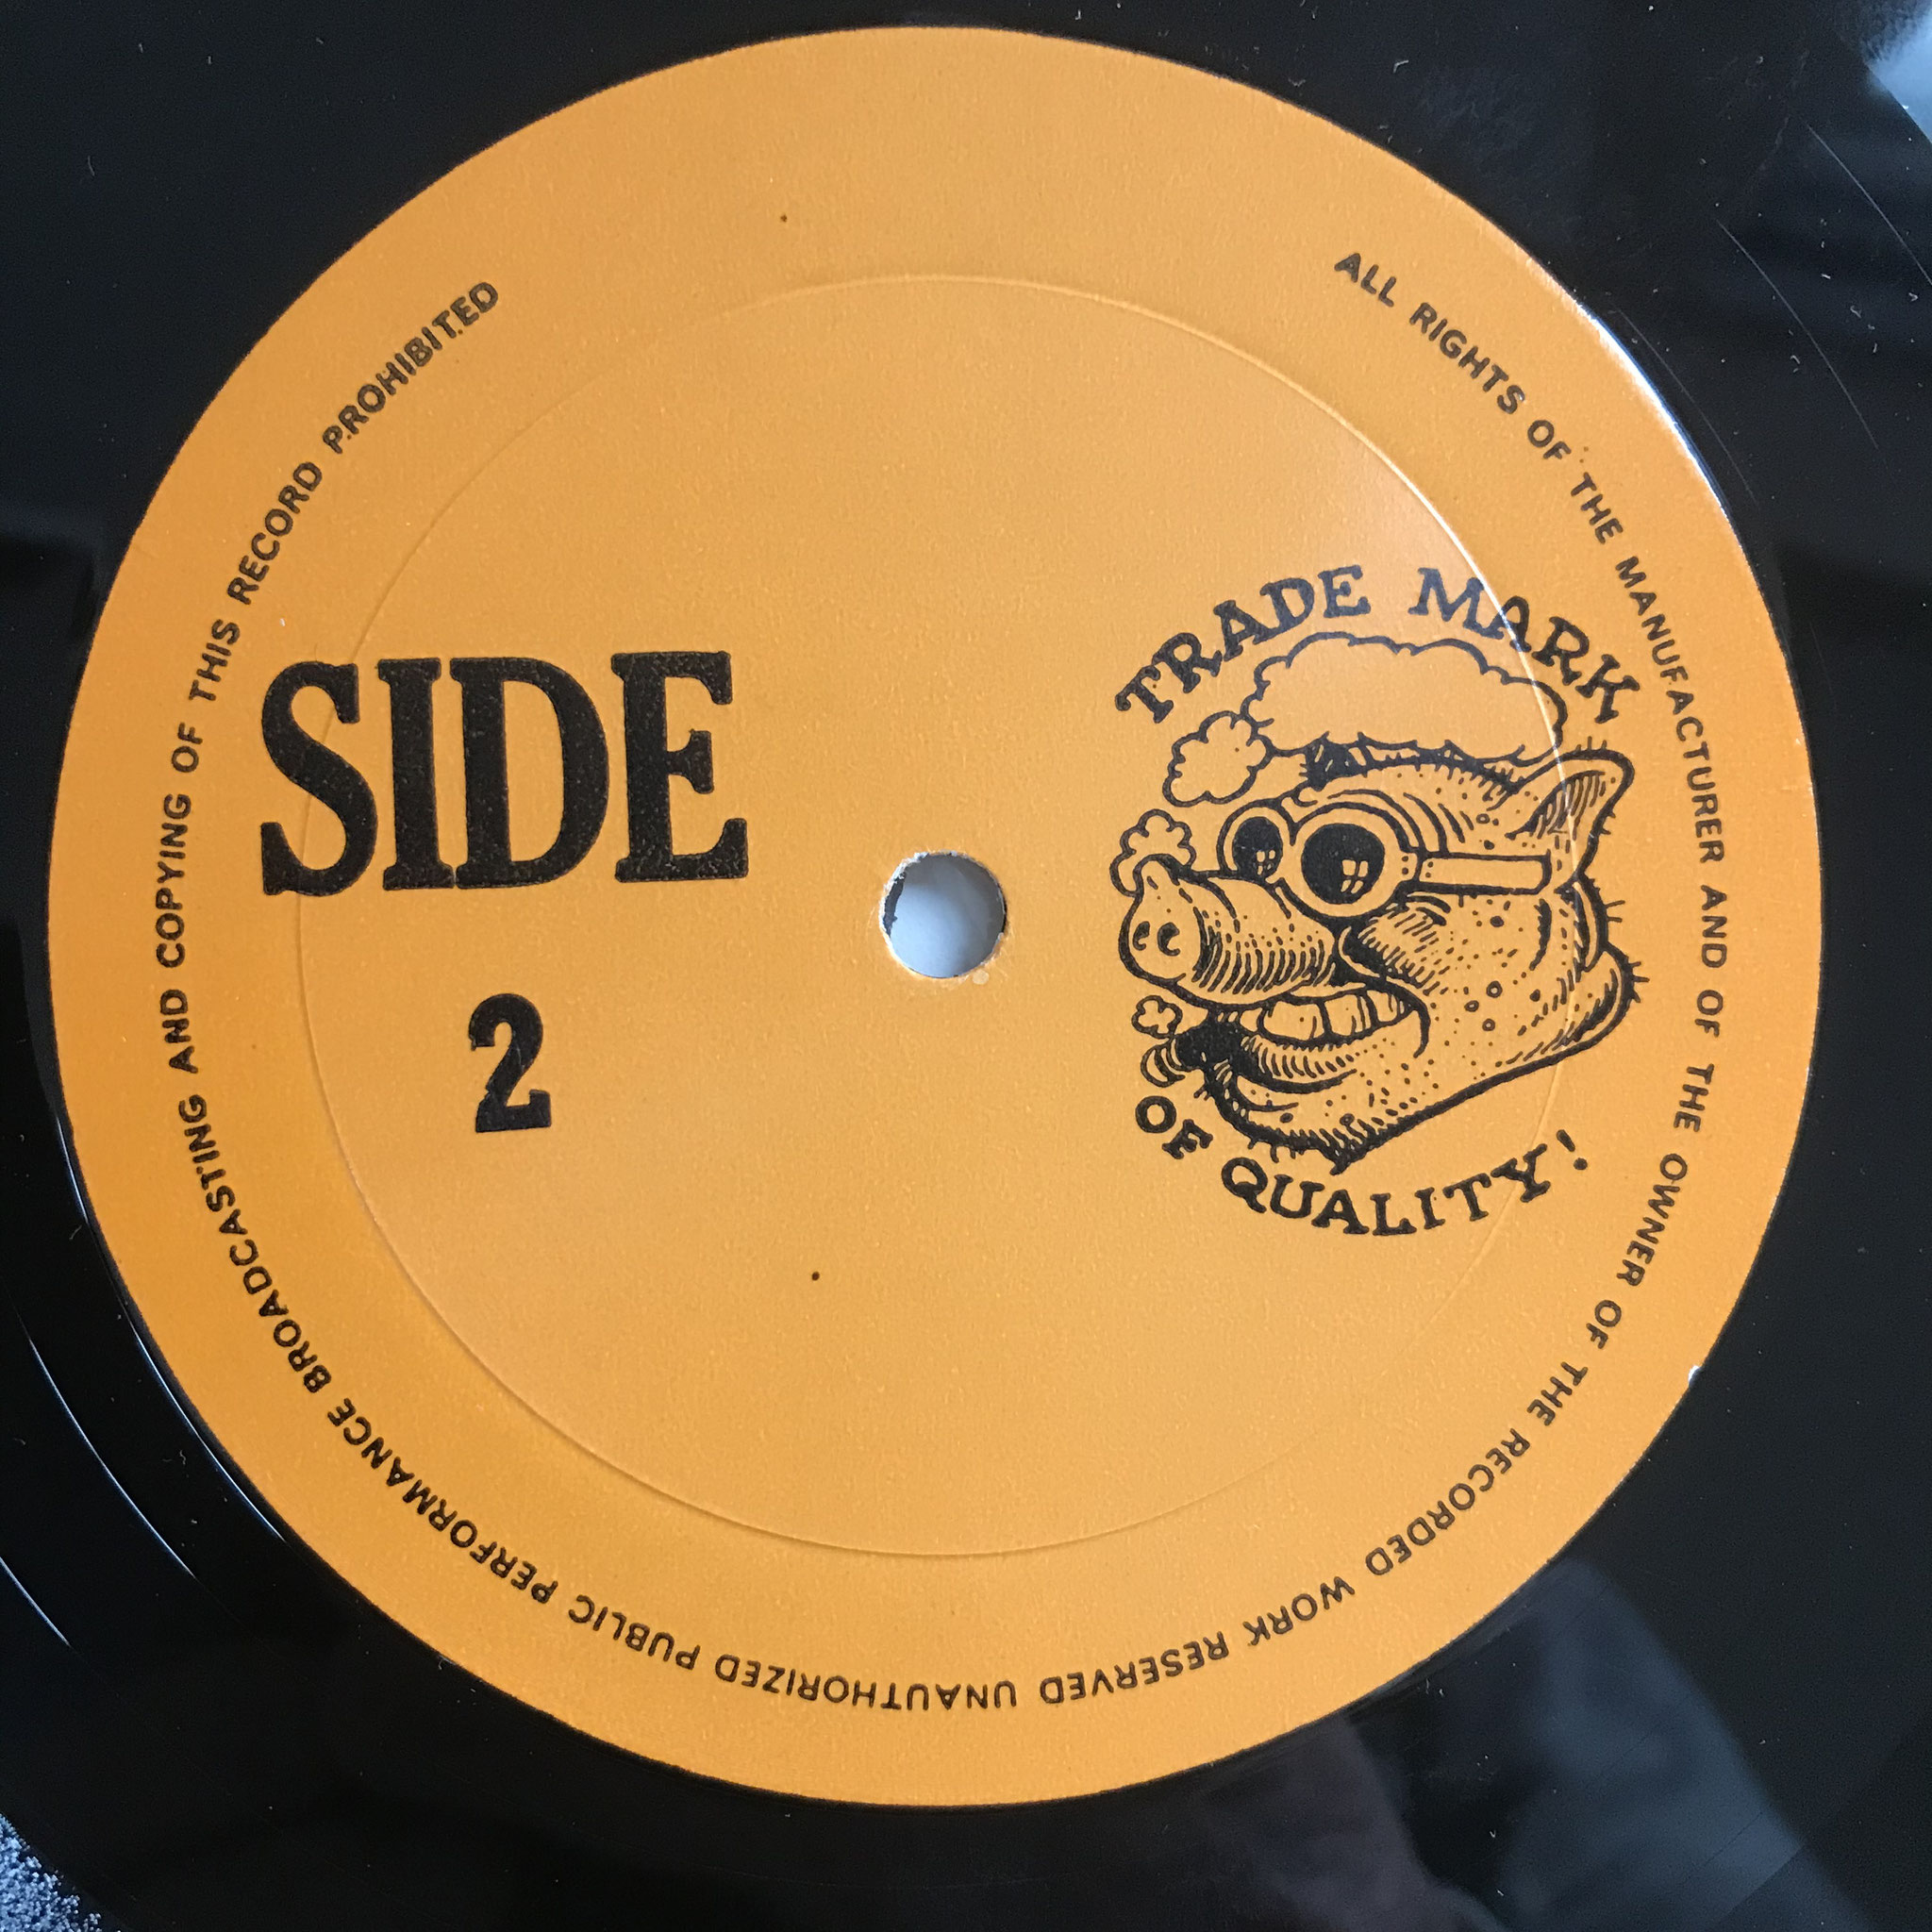 SIDE
2
TRADE MARK
OF QUALITY!
ALL RIGHTS OF THE MANUFACTURER AND OF THE OWNER OF THE RECORDED WORK RESERVED UNAUTHORIZED PUBLIC PERFORMANCE BROADCASTING AND COPYING OF THIS RECORD PROHIBITED